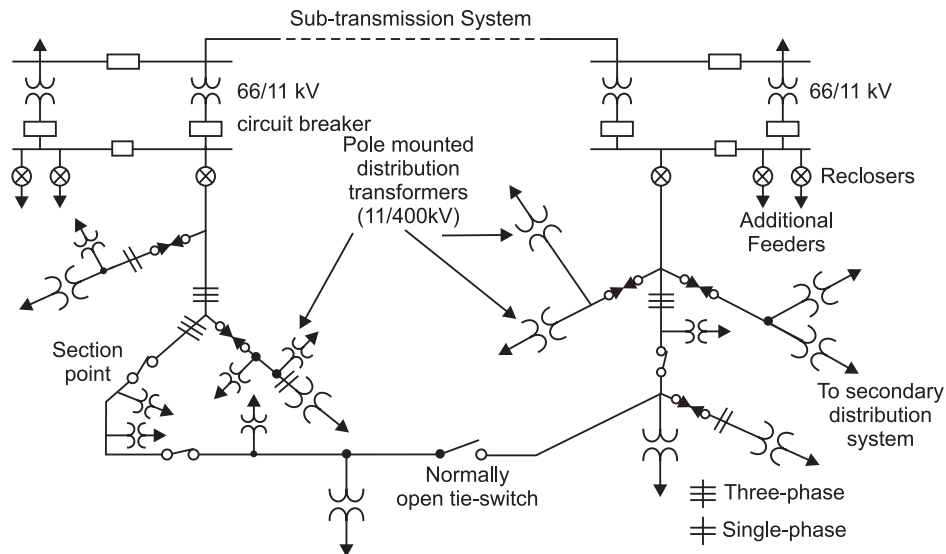 Sub-transmission System
66/11 kV
66/11 kV
circuit breaker
Pole mounted
distribution
transformers
(11/400kV)
Reclosers
Additional
Feeders
Section
point
To secondary
distribution
system
Normally
open tie-switch
Three-phase
Single-phase